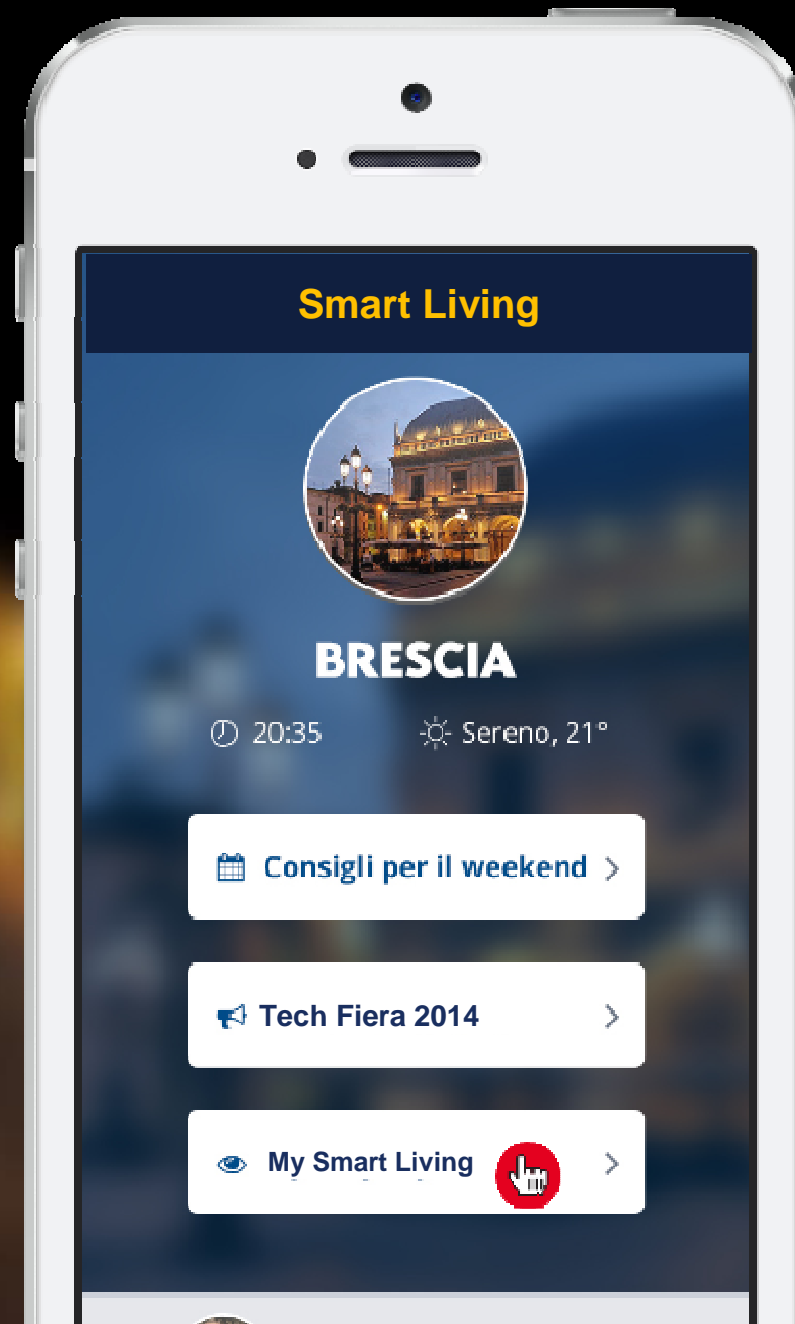 Smart Living
BRESCIA
20:35
Sereno, 21°
Consigli per il weekend
Tech Fiera 2014
My Smart Living